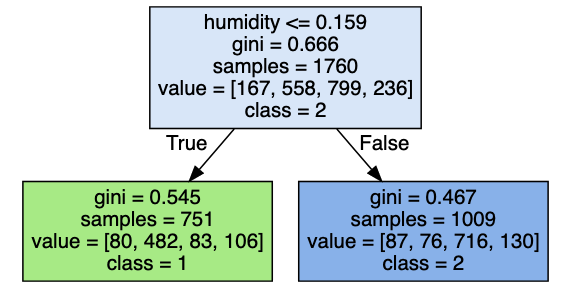 humidity <= 0.159
gini = 0.666
samples = 1760
value = [167, 558, 799, 236]
class = 2
True
False
gini = 0.545
samples = 751
value = [80, 482, 83, 106]
class = 1
gini = 0.467
samples = 1009
value = [87, 76, 716, 130]
class = 2